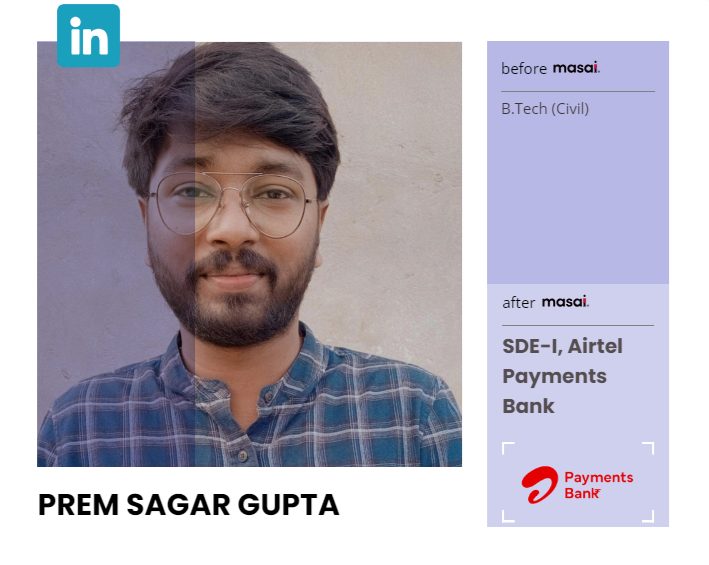 in
before masai.
B.Tech (Civil)
after masai.
SDE-I, Airtel
Payments
Bank
Payments
Bank
PREM SAGAR GUPTA